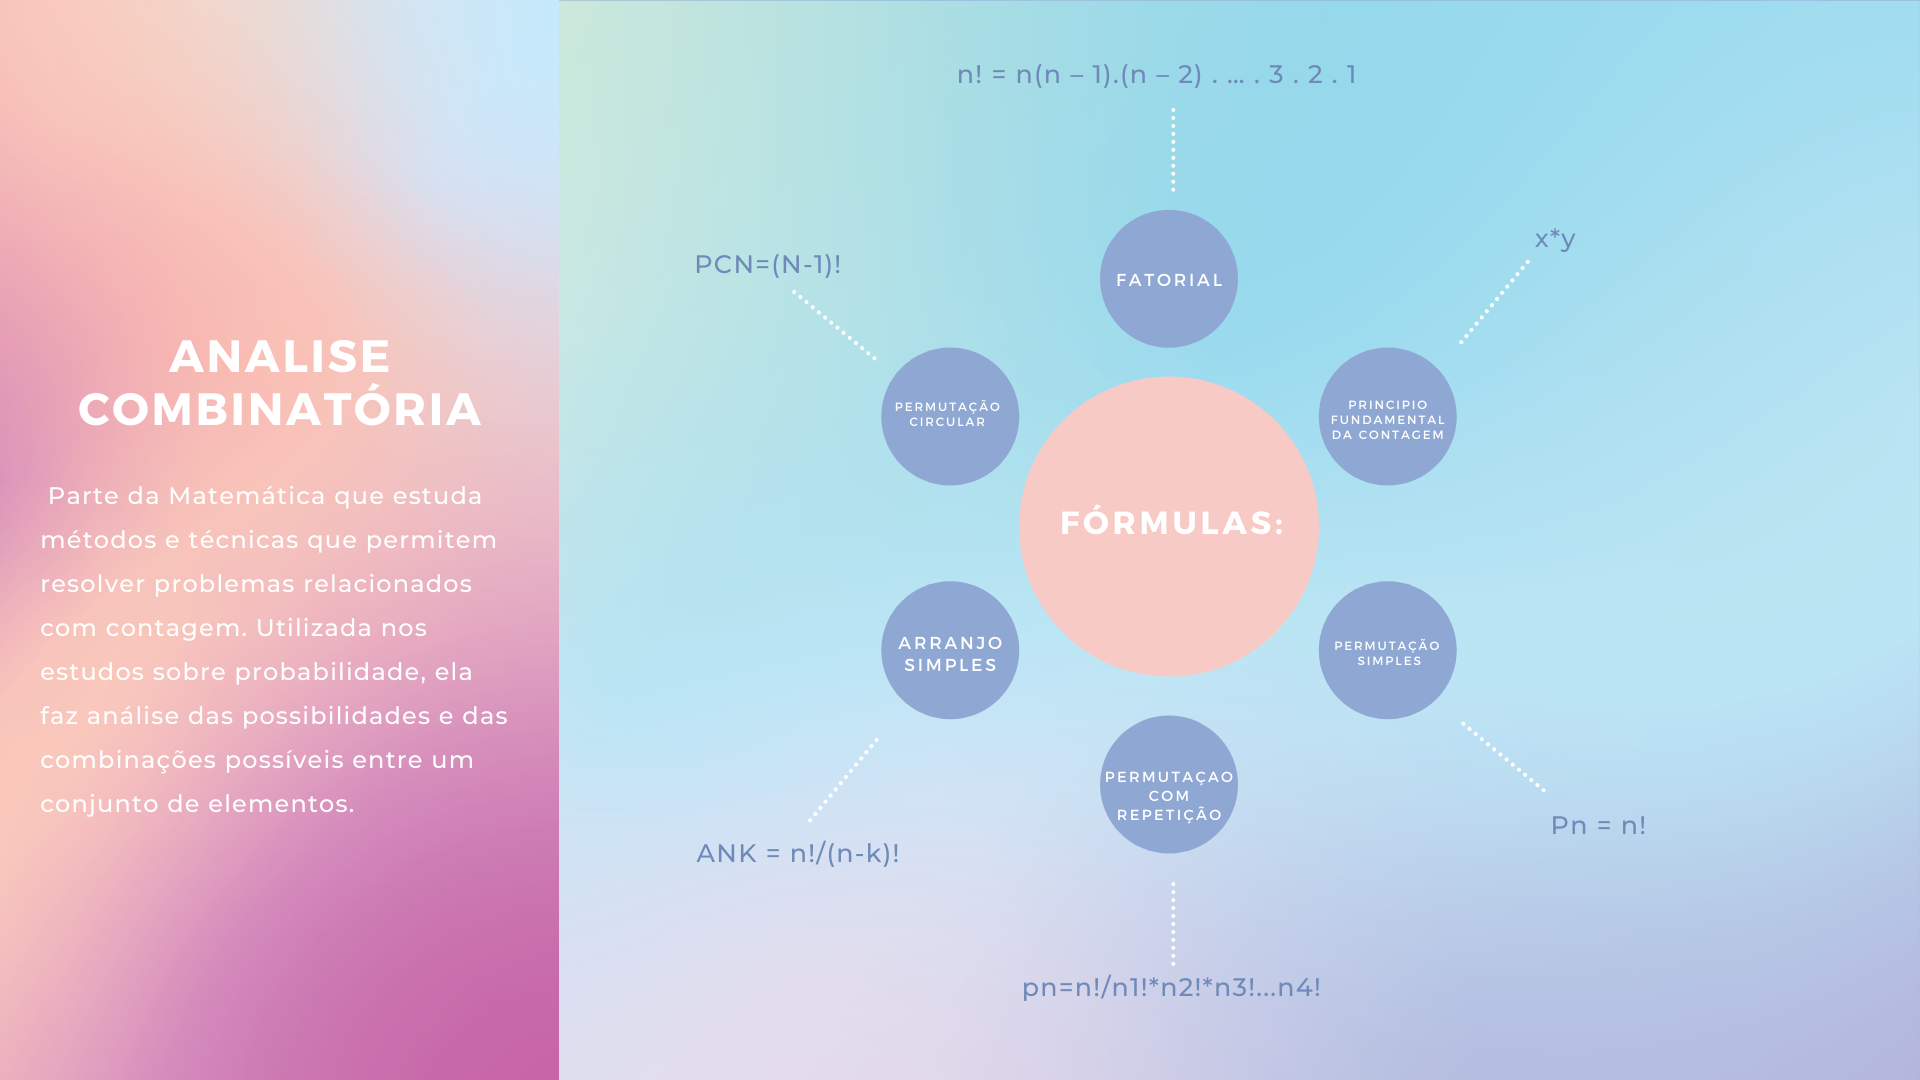 ANALISE
COMBINATÓRIA
Parte da Matemática que estuda
métodos e técnicas que permitem
resolver problemas relacionados
com contagem. Utilizada nos
estudos sobre probabilidade, ela
faz análise das possibilidades e das
combinações possíveis entre um
conjunto de elementos.
n! = n(n – 1).(n – 2) . ... . 3 . 2 . 1
FATORIAL
x*y
PRINCIPIO
FUNDAMENTAL
DA CONTAGEM
PCN=(N-1)!
PERMUTAÇÃO
CIRCULAR
FÓRMULAS:
ARRANJO
SIMPLES
ANK = n!/(n-k)!
PERMUTAÇÃO
SIMPLES
Pn = n!
PERMUTAÇAO
COM
REPETIÇÃO
pn=n!/n1!*n2!*n3!...n4!